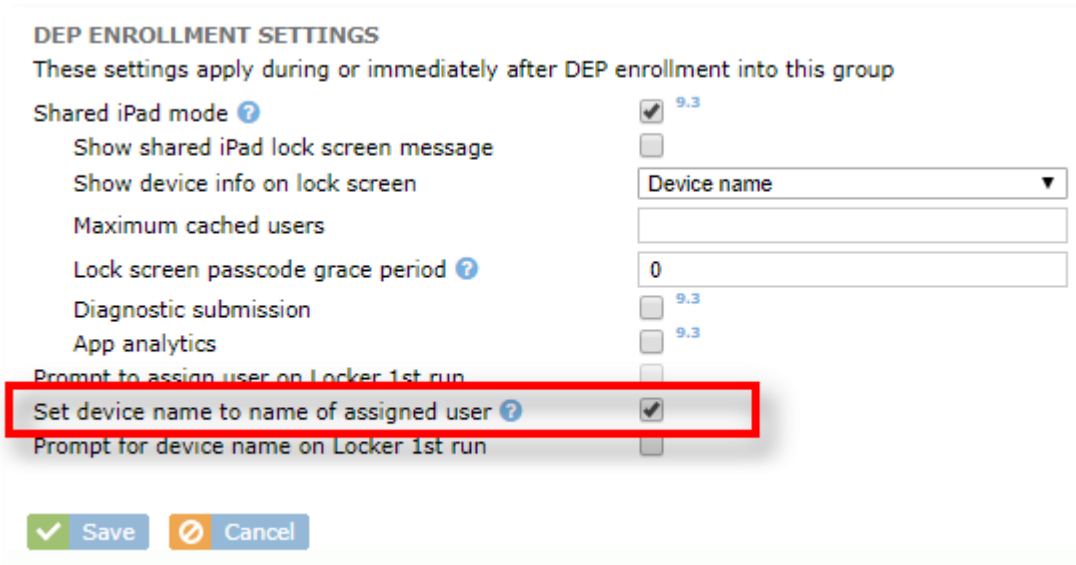 DEP ENROLLMENT SETTINGS
These settings apply during or immediately after DEP enrollment into this group
Shared iPad mode ? 9.3
Show shared iPad lock screen message
Show device info on lock screen Device name
Maximum cached users
Lock screen passcode grace period ? 0
Diagnostic submission 9.3
App analytics 9.3
Prompt to assign user on Locker 1st run
Set device name to name of assigned user ?
Prompt for device name on Locker 1st run
Save Cancel